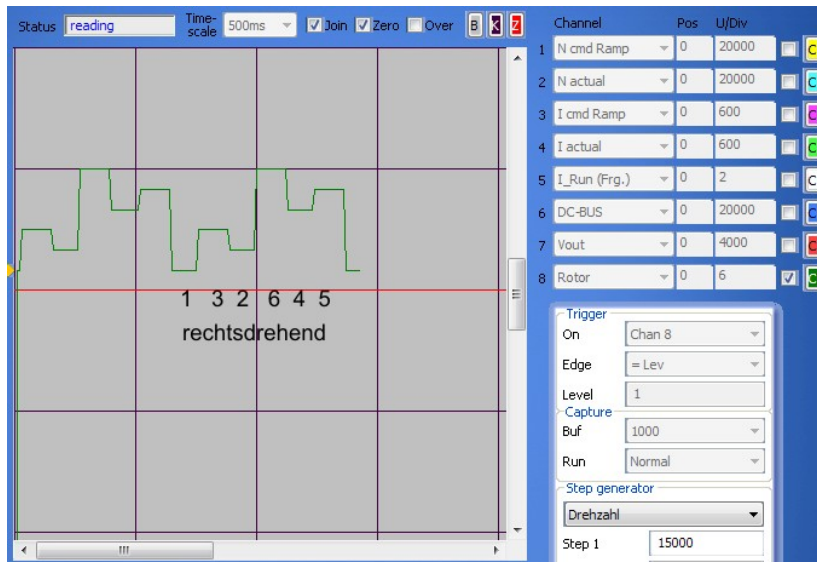 Status reading Time-scale 500ms Join Zero Over B K Z
Channel Pos U/Div
1 N cmd Ramp 0 20000 C
2 N actual 0 20000 C
3 I cmd Ramp 0 600 C
4 I actual 0 600 C
5 I_Run (Frg.) 0 2 C
6 DC-BUS 0 20000 C
7 Vout 0 4000 C
8 Rotor 0 6 C
1 3 2 6 4 5
rechtsdrehend
Trigger
On Chan 8
Edge = Lev
Level 1
Capture
Buf 1000
Run Normal
Step generator
Drehzahl
Step 1 15000